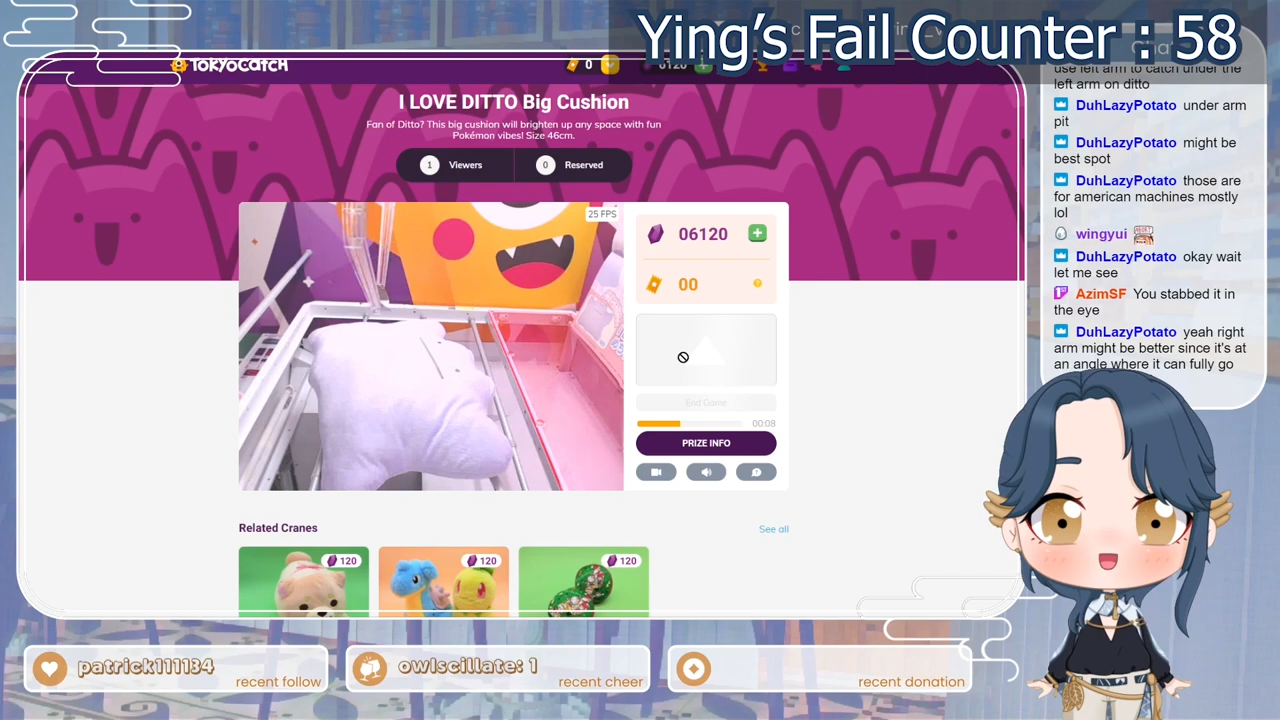 Ying's Fail Counter : 58
TOKYOCATCH
0
I LOVE DITTO Big Cushion
Fan of Ditto? This big cushion will brighten up any space with fun
Pokémon vibes! Size 46cm.
1 Viewers
0 Reserved
25 FPS
06120
00
End Game
00:08
PRIZE INFO
Related Cranes
See all
120
120
120
use left arm to catch under the
left arm on ditto
DuhLazyPotato under arm
pit
DuhLazyPotato might be
best spot
DuhLazyPotato those are
for american machines mostly
lol
wingyui
DuhLazyPotato okay wait
let me see
AzimSF You stabbed it in
the eye
DuhLazyPotato yeah right
arm might be better since it's at
an angle where it can fully go
patrick111134
recent follow
owlscillate: 1
recent cheer
recent donation